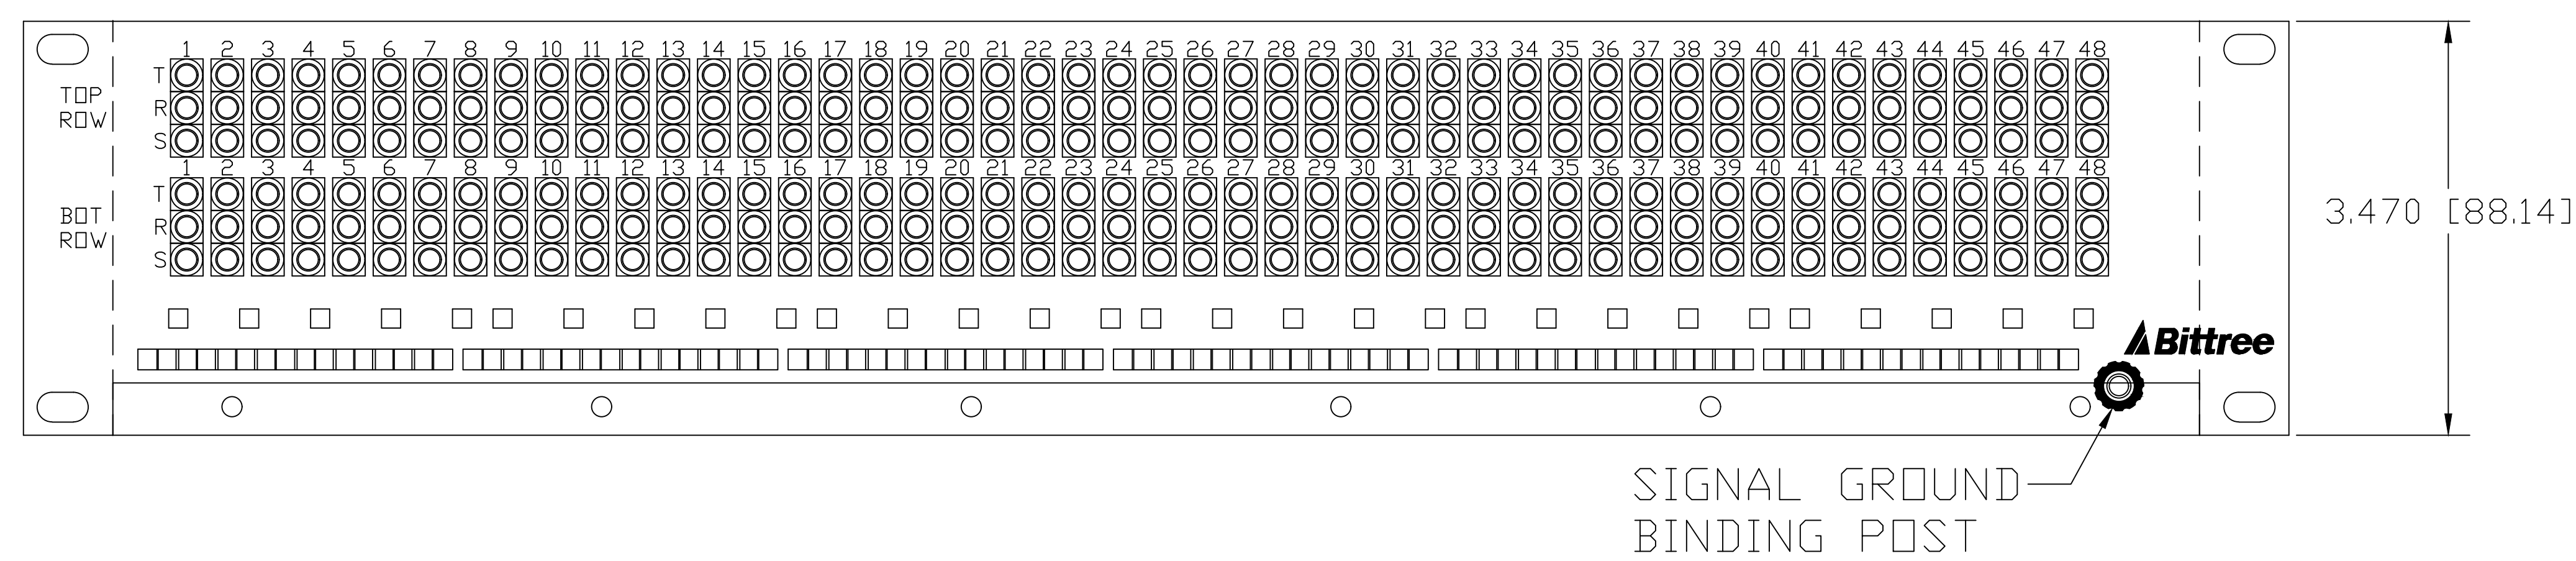 1 2 3 4 5 6 7 8 9 10 11 12 13 14 15 16 17 18 19 20 21 22 23 24 25 26 27 28 29 30 31 32 33 34 35 36 37 38 39 40 41 42 43 44 45 46 47 48
T
TOP
R
ROW
S
1 2 3 4 5 6 7 8 9 10 11 12 13 14 15 16 17 18 19 20 21 22 23 24 25 26 27 28 29 30 31 32 33 34 35 36 37 38 39 40 41 42 43 44 45 46 47 48
T
BOT
R
ROW
S
3.470 [88.14]
Bittree
SIGNAL GROUND
BINDING POST